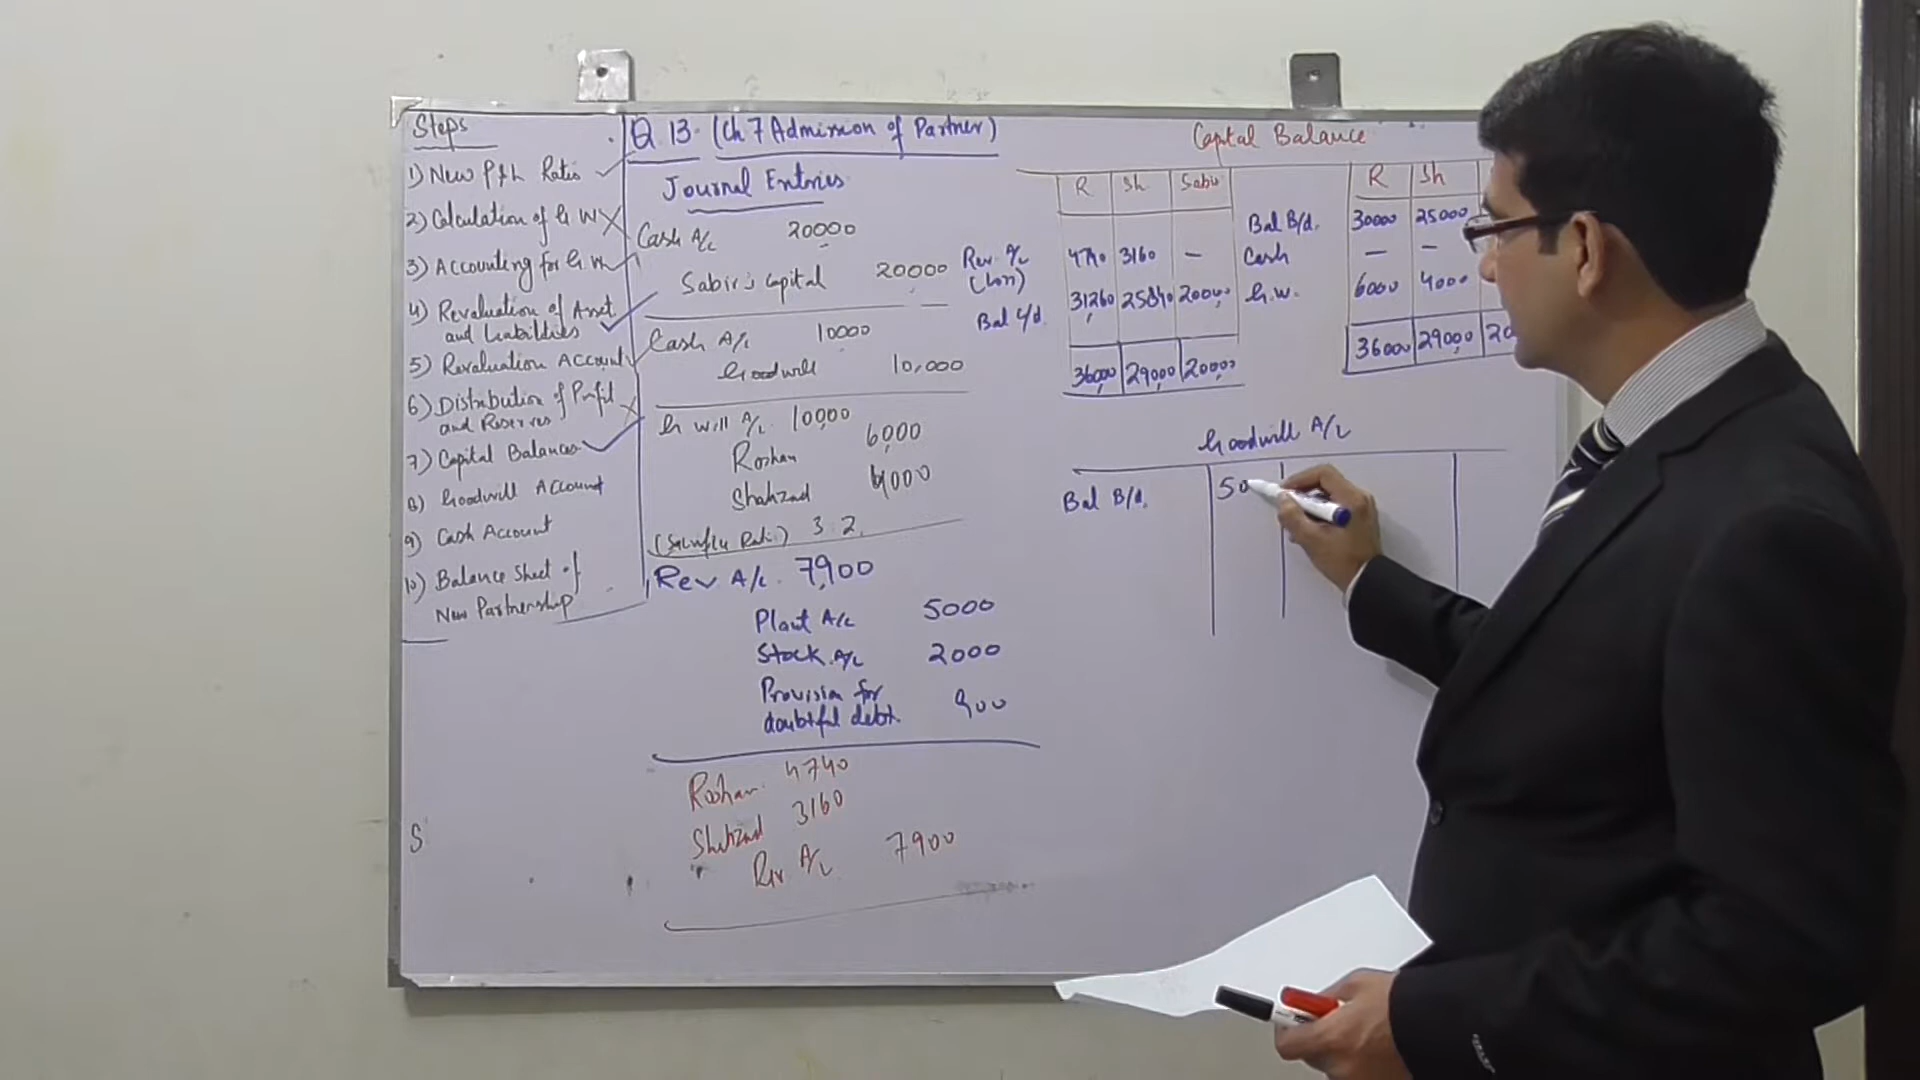 Steps
1) New P & L Ratio
2) Calculation of G W
3) Accounting for G W
4) Revaluation of Asset
and Liabilities
5) Revaluation Account
6) Distribution of Profit
and Reserves
7) Capital Balances
8) Goodwill Account
9) Cash Account
10) Balance Sheet of
New Partnership
S
Q. 13. (Ch 7 Admission of Partner)
Journal Entries
Cash A/c 20000
Sabir's Capital 20000
Cash A/c 10000
Goodwill 10,000
G will A/c 10,000
Roshan 6000
Shahzad 4000
(Sacrifice Ratio) 3:2
Rev A/c 7,900
Plant A/c 5000
Stock A/c 2000
Provision for
doubtful debt. 900
Roshan 4740
Shahzad 3160
Rev A/c 7900
Capital Balance
R Sh Sabir R Sh
Bal B/d. 30000 25000
Rev. A/c (Loss) 4740 3160 — Cash — —
Bal C/d 31260 25840 20000 G.W. 6000 4000
36000 29000 20000 36000 29000 20
Goodwill A/c
Bal B/d. 50